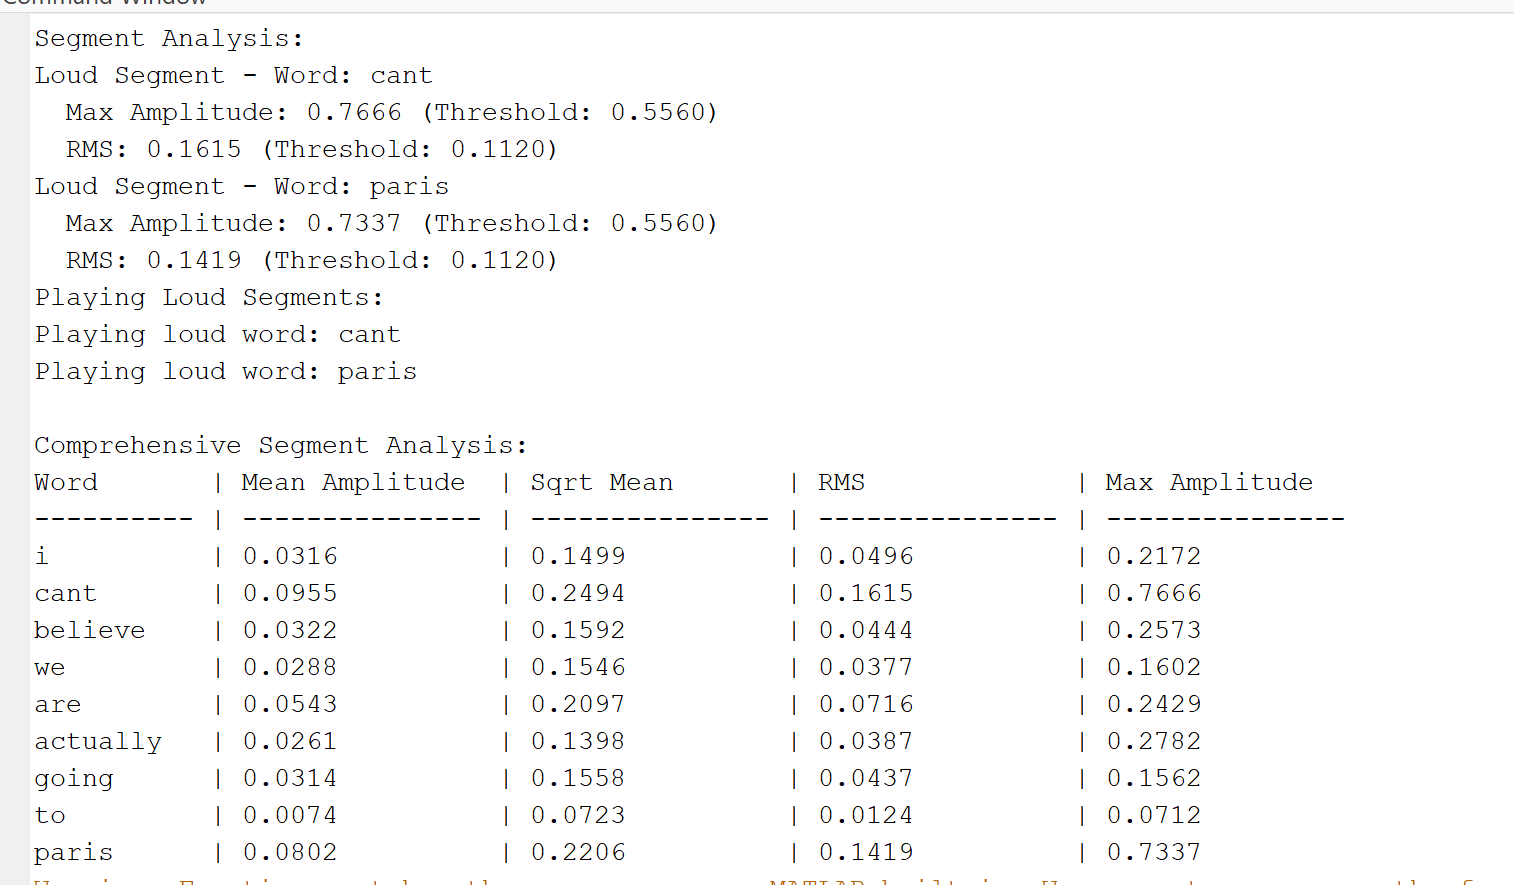 Command Window
Segment Analysis:
Loud Segment - Word: cant
  Max Amplitude: 0.7666 (Threshold: 0.5560)
  RMS: 0.1615 (Threshold: 0.1120)
Loud Segment - Word: paris
  Max Amplitude: 0.7337 (Threshold: 0.5560)
  RMS: 0.1419 (Threshold: 0.1120)
Playing Loud Segments:
Playing loud word: cant
Playing loud word: paris
Comprehensive Segment Analysis:
Word       | Mean Amplitude  | Sqrt Mean       | RMS             | Max Amplitude
---------- | --------------- | --------------- | --------------- | ---------------
i          | 0.0316          | 0.1499          | 0.0496          | 0.2172
cant       | 0.0955          | 0.2494          | 0.1615          | 0.7666
believe    | 0.0322          | 0.1592          | 0.0444          | 0.2573
we         | 0.0288          | 0.1546          | 0.0377          | 0.1602
are        | 0.0543          | 0.2097          | 0.0716          | 0.2429
actually   | 0.0261          | 0.1398          | 0.0387          | 0.2782
going      | 0.0314          | 0.1558          | 0.0437          | 0.1562
to         | 0.0074          | 0.0723          | 0.0124          | 0.0712
paris      | 0.0802          | 0.2206          | 0.1419          | 0.7337